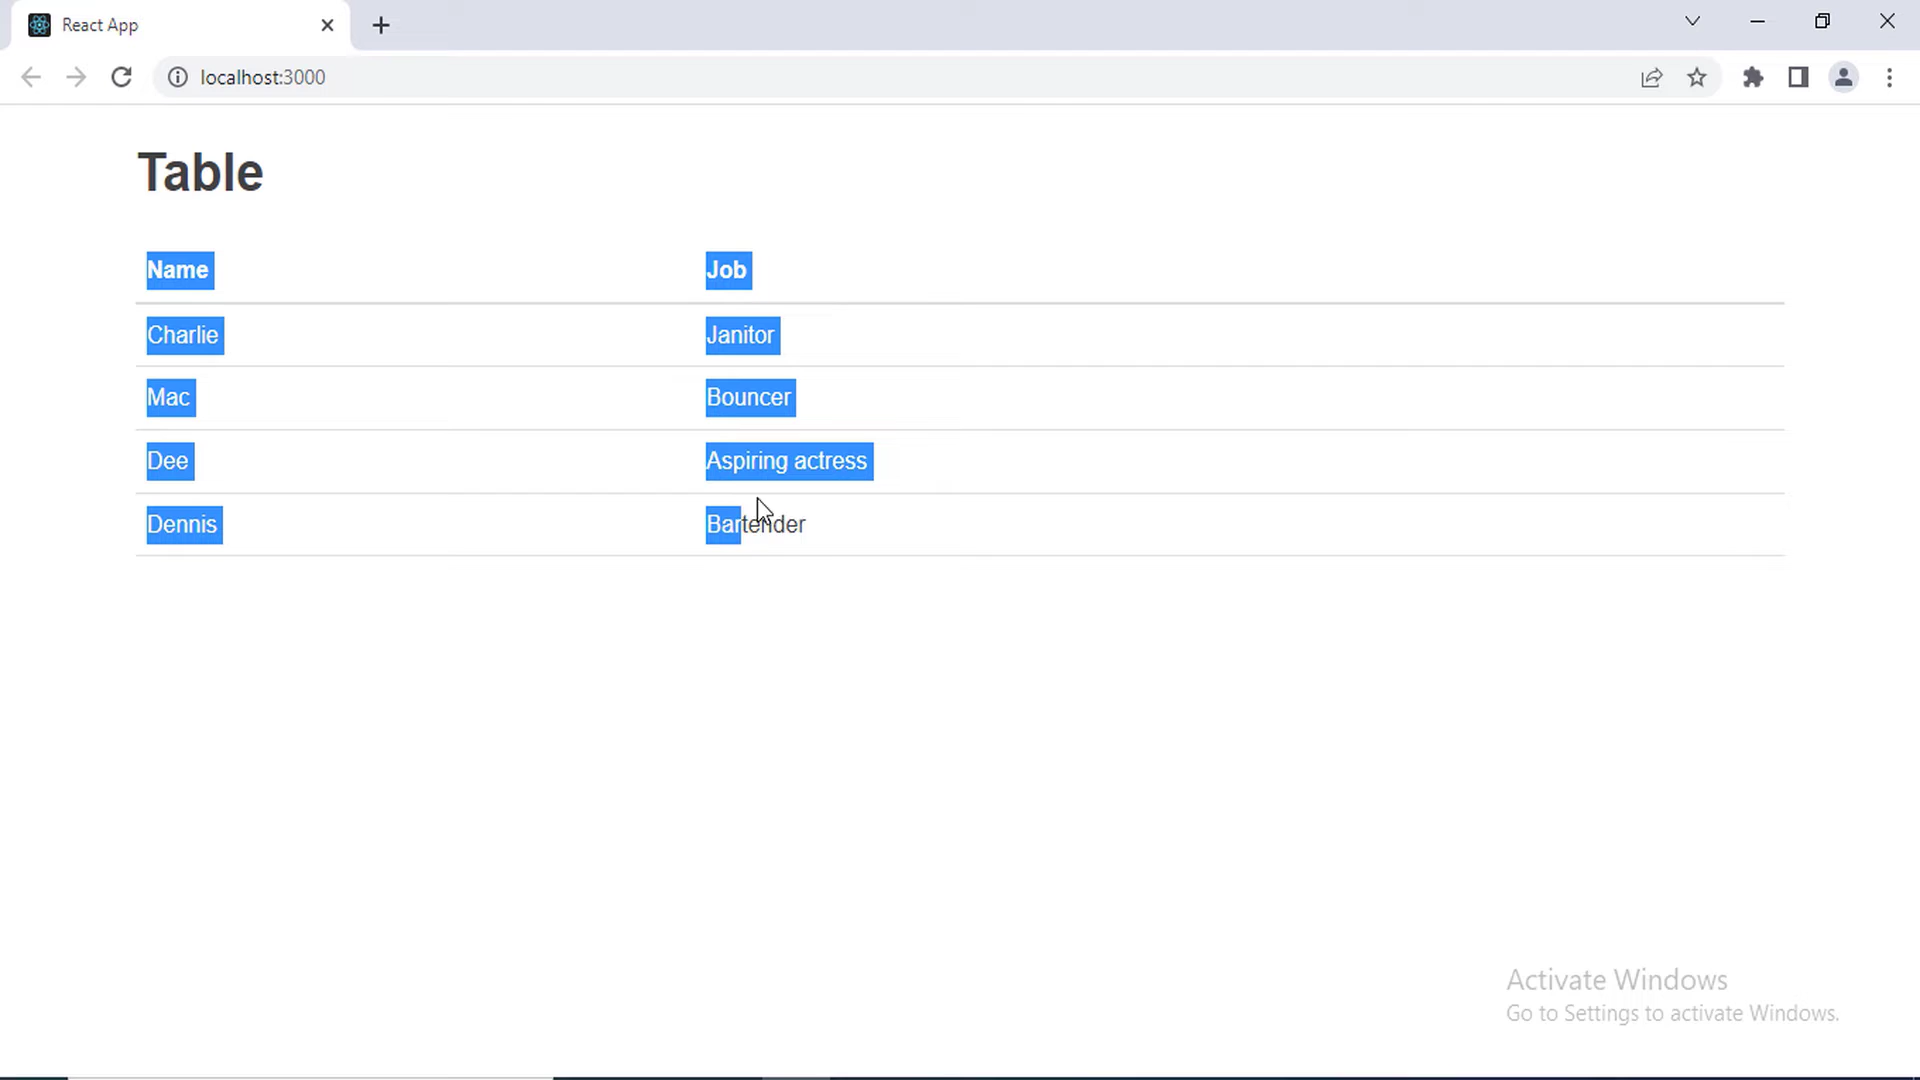 React App
localhost:3000
Table
Name Job
Charlie Janitor
Mac Bouncer
Dee Aspiring actress
Dennis Bartender
Activate Windows
Go to Settings to activate Windows.